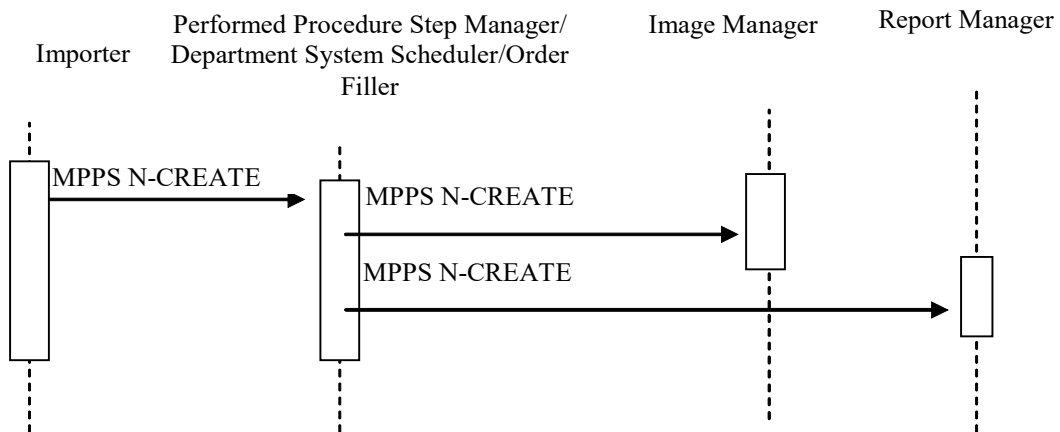 Importer
Performed Procedure Step Manager/
Department System Scheduler/Order
Filler
Image Manager
Report Manager
MPPS N-CREATE
MPPS N-CREATE
MPPS N-CREATE